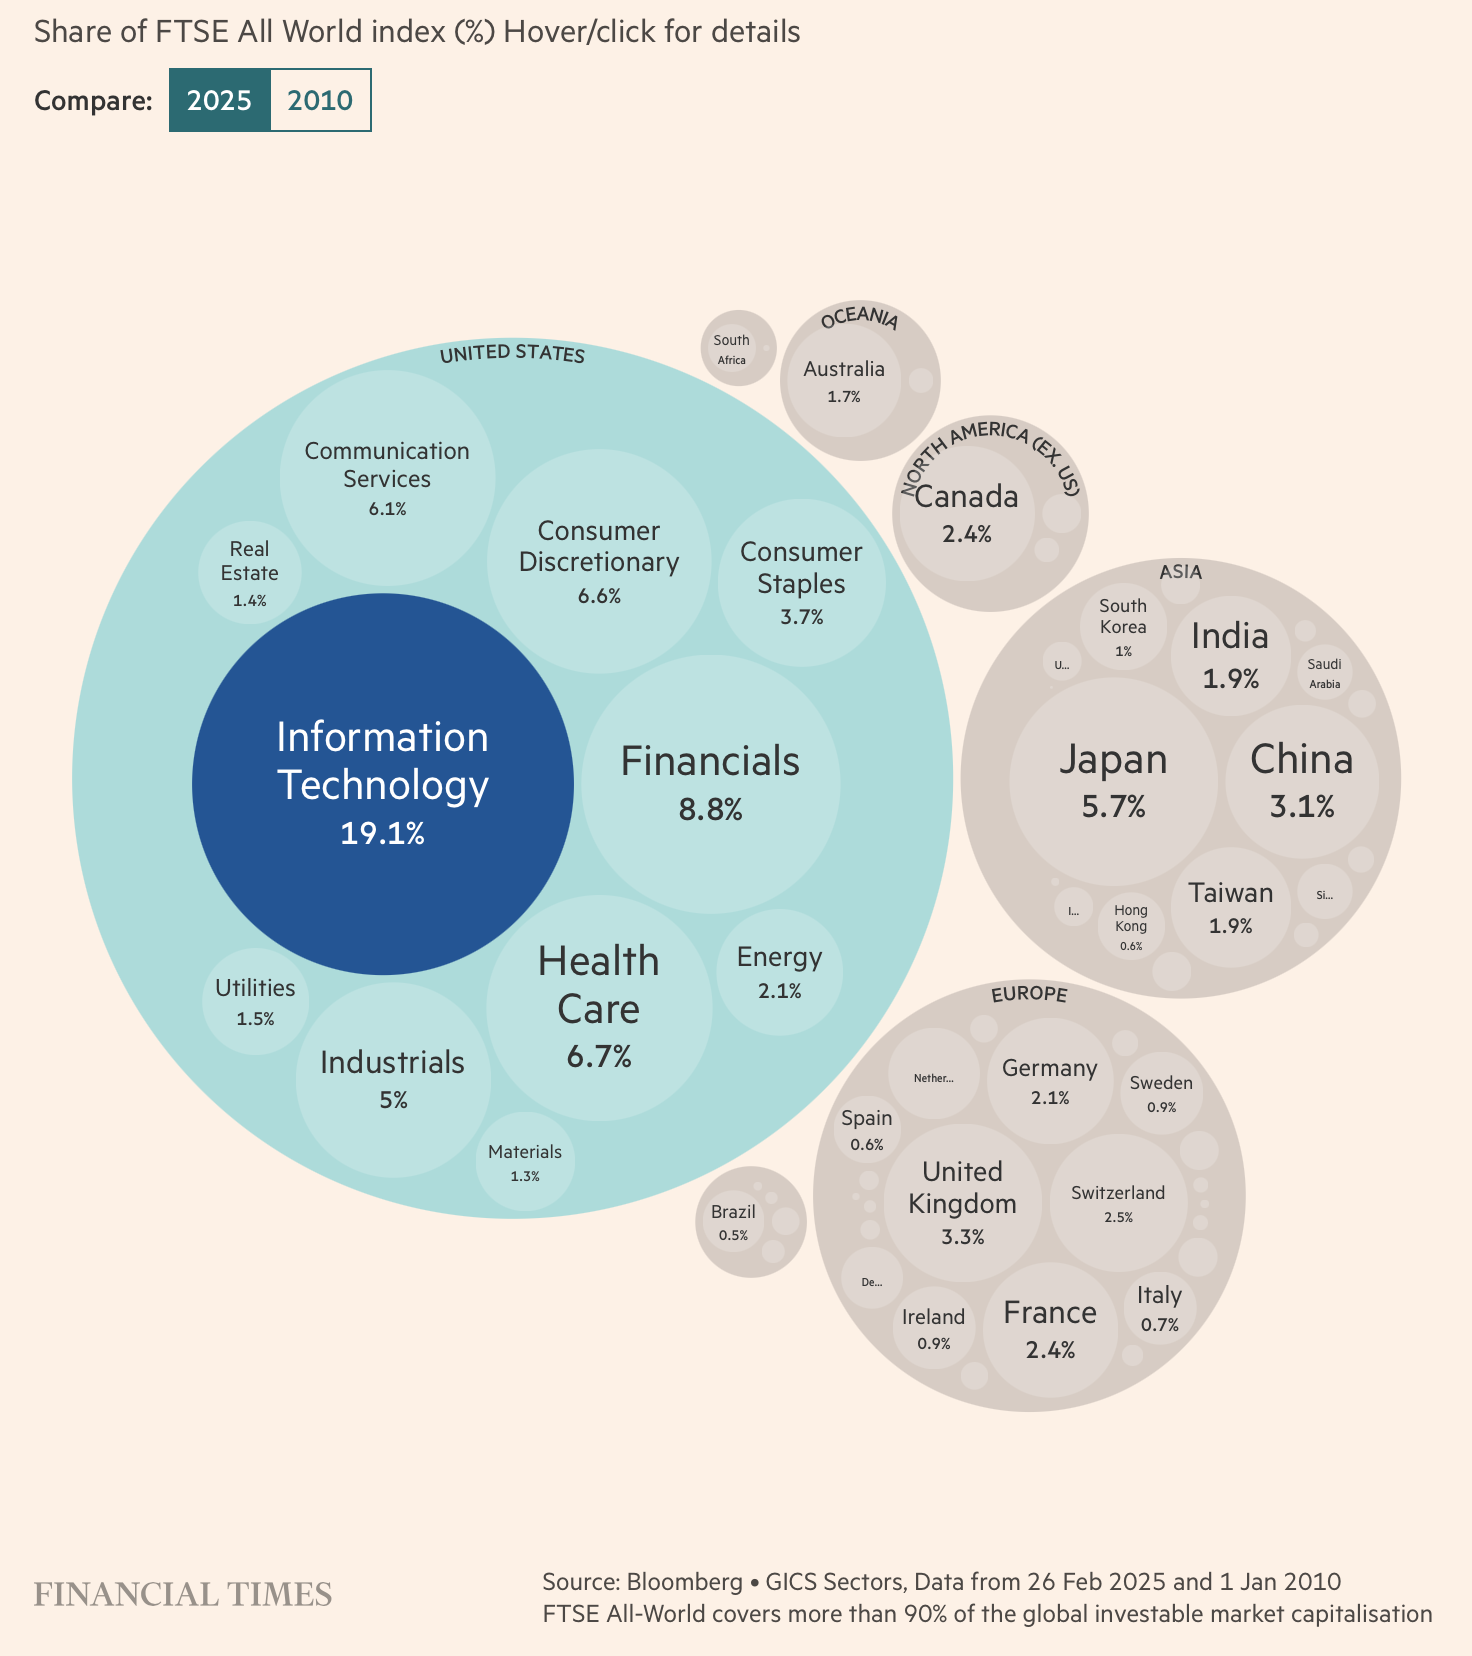 Share of FTSE All World index (%) Hover/click for details
Compare: 2025 2010
UNITED STATES
Communication
Services
6.1%
Real
Estate
1.4%
Consumer
Discretionary
6.6%
Consumer
Staples
3.7%
Information
Technology
19.1%
Financials
8.8%
Health
Care
6.7%
Energy
2.1%
Utilities
1.5%
Industrials
5%
Materials
1.3%
South
Africa
OCEANIA
Australia
1.7%
NORTH AMERICA (EX. US)
Canada
2.4%
ASIA
South
Korea
1%
India
1.9%
U...
Saudi
Arabia
Japan
5.7%
China
3.1%
Taiwan
1.9%
I...
Hong
Kong
0.6%
Si...
EUROPE
Nether...
Germany
2.1%
Sweden
0.9%
Spain
0.6%
United
Kingdom
3.3%
Switzerland
2.5%
De...
Ireland
0.9%
France
2.4%
Italy
0.7%
Brazil
0.5%
FINANCIAL TIMES
Source: Bloomberg • GICS Sectors, Data from 26 Feb 2025 and 1 Jan 2010
FTSE All-World covers more than 90% of the global investable market capitalisation